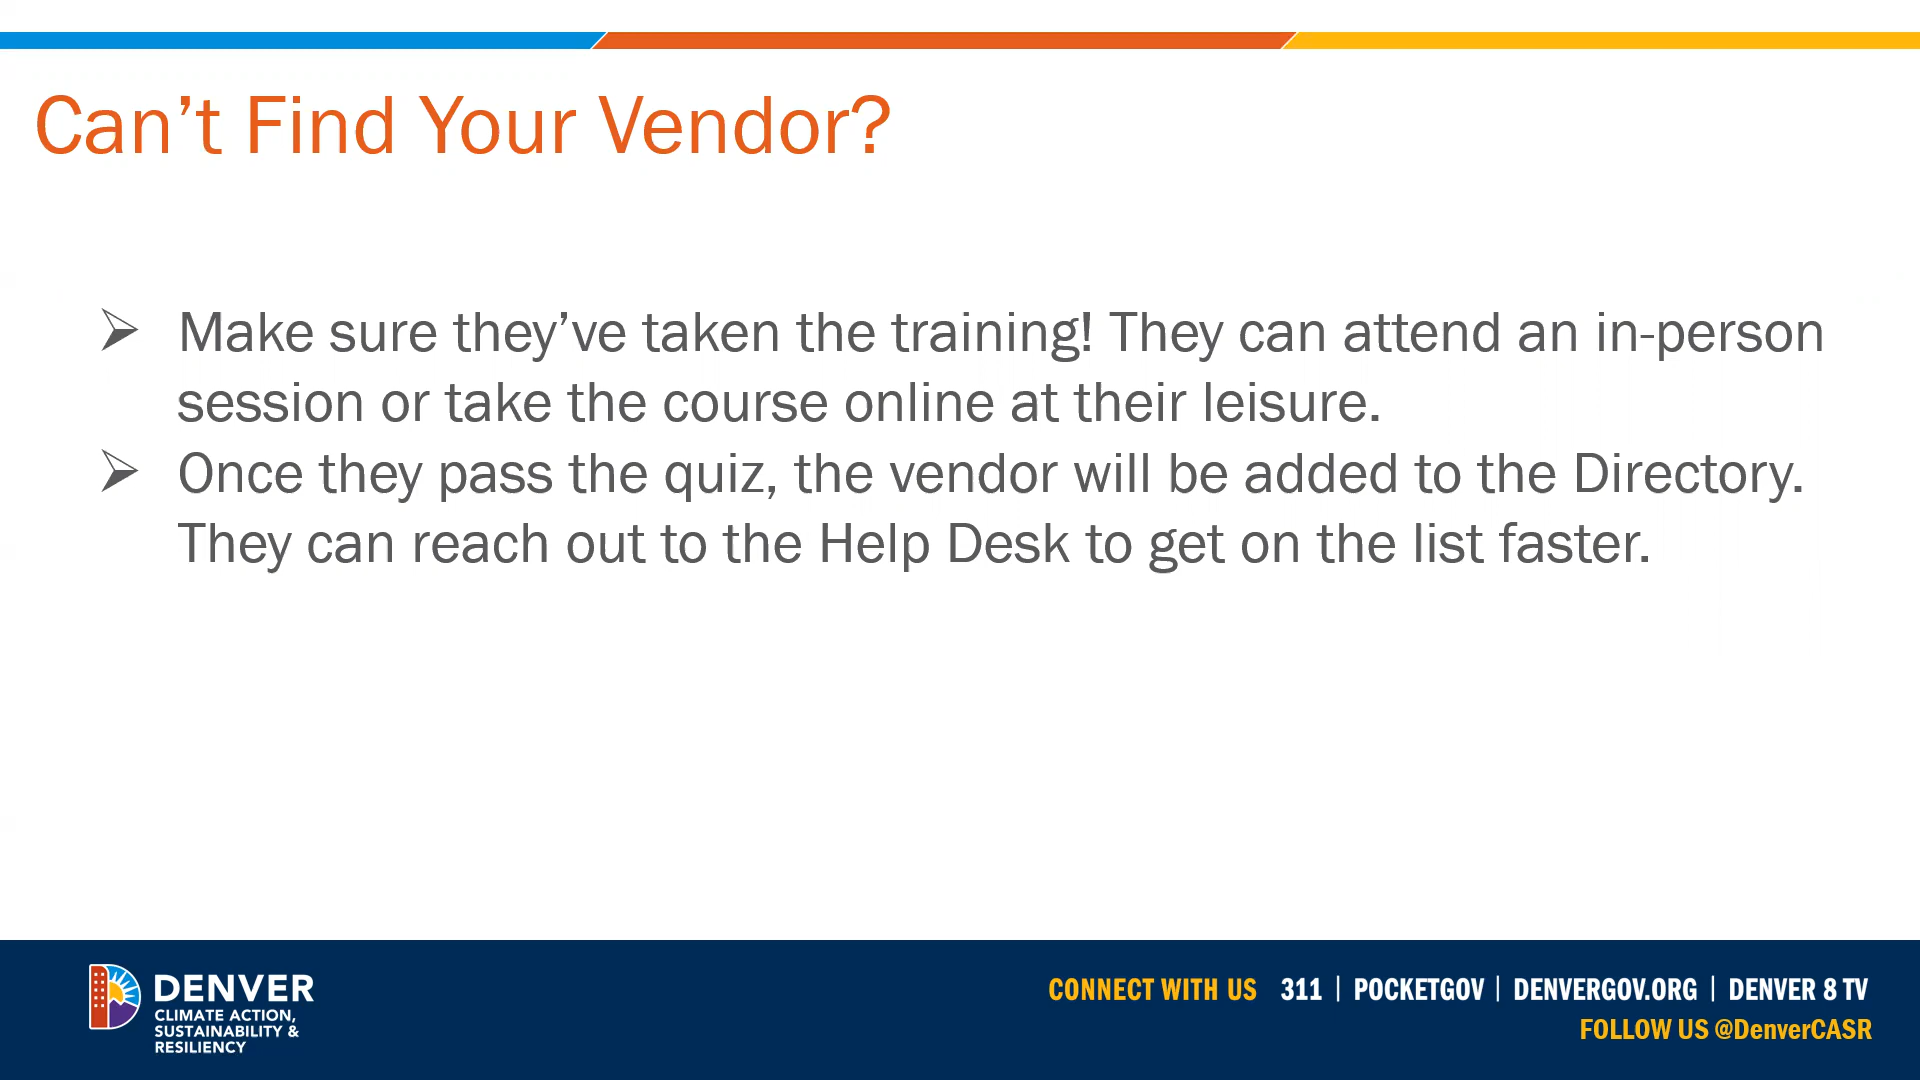 Can’t Find Your Vendor?
➢ Make sure they’ve taken the training! They can attend an in-person
session or take the course online at their leisure.
➢ Once they pass the quiz, the vendor will be added to the Directory.
They can reach out to the Help Desk to get on the list faster.
DENVER
CLIMATE ACTION,
SUSTAINABILITY &
RESILIENCY
CONNECT WITH US 311 | POCKETGOV | DENVERGOV.ORG | DENVER 8 TV
FOLLOW US @DenverCASR